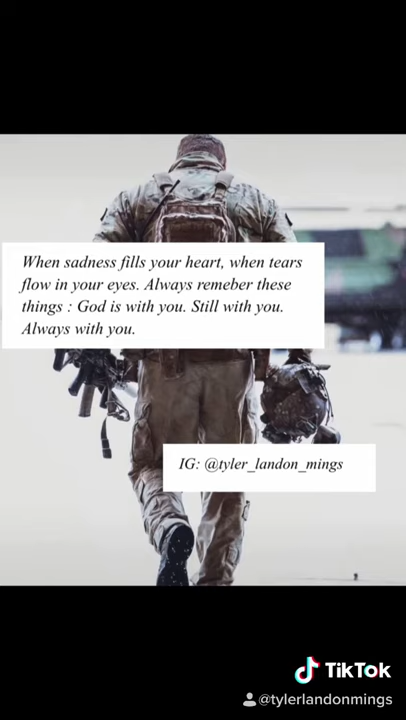 When sadness fills your heart, when tears
flow in your eyes. Always remeber these
things : God is with you. Still with you.
Always with you.
IG: @tyler_landon_mings
TikTok
@tylerlandonmings